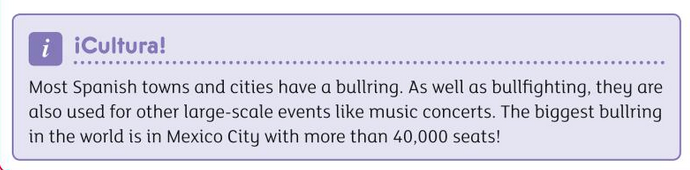 i
¡Cultura!
Most Spanish towns and cities have a bullring. As well as bullfighting, they are
also used for other large-scale events like music concerts. The biggest bullring
in the world is in Mexico City with more than 40,000 seats!